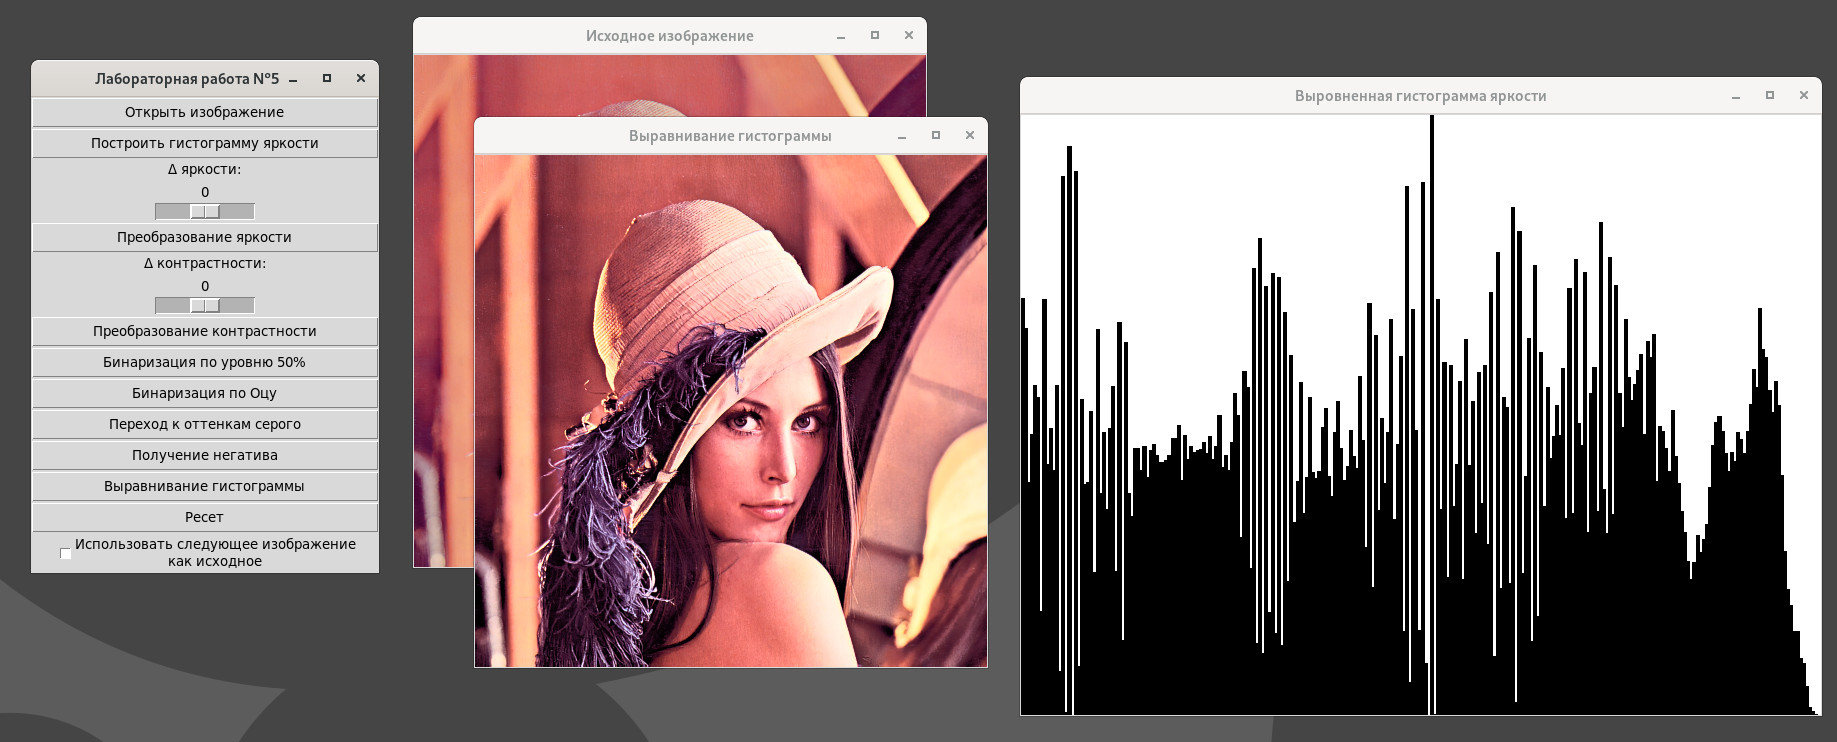 Лабораторная работа №5
Открыть изображение
Построить гистограмму яркости
Δ яркости:
0
Преобразование яркости
Δ контрастности:
0
Преобразование контрастности
Бинаризация по уровню 50%
Бинаризация по Оцу
Переход к оттенкам серого
Получение негатива
Выравнивание гистограммы
Ресет
Использовать следующее изображение
как исходное
Исходное изображение
Выравнивание гистограммы
Выровненная гистограмма яркости